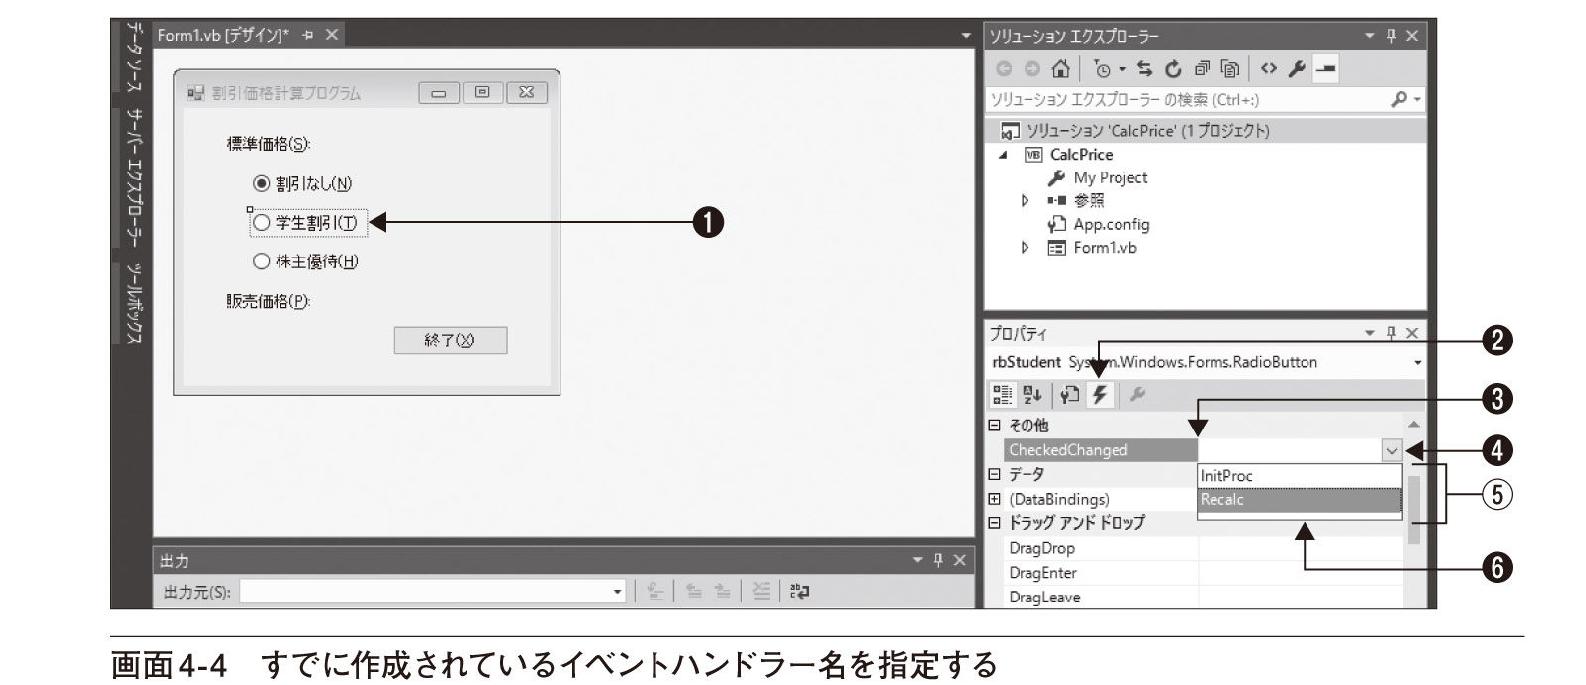 データ ソース
サーバー エクスプローラー
ツールボックス
Form1.vb [デザイン]*
割引価格計算プログラム
標準価格(S):
割引なし(N)
学生割引(T)
株主優待(H)
販売価格(P):
終了(X)
❶
出力
出力元(S):
ソリューション エクスプローラー
ソリューション エクスプローラー の検索 (Ctrl+:)
ソリューション 'CalcPrice' (1 プロジェクト)
VB CalcPrice
My Project
参照
App.config
Form1.vb
プロパティ
❷
rbStudent System.Windows.Forms.RadioButton
❸
その他
CheckedChanged
❹
データ
InitProc
(DataBindings)
Recalc
⑤
ドラッグ アンド ドロップ
DragDrop
❻
DragEnter
DragLeave
画面4-4 すでに作成されているイベントハンドラー名を指定する